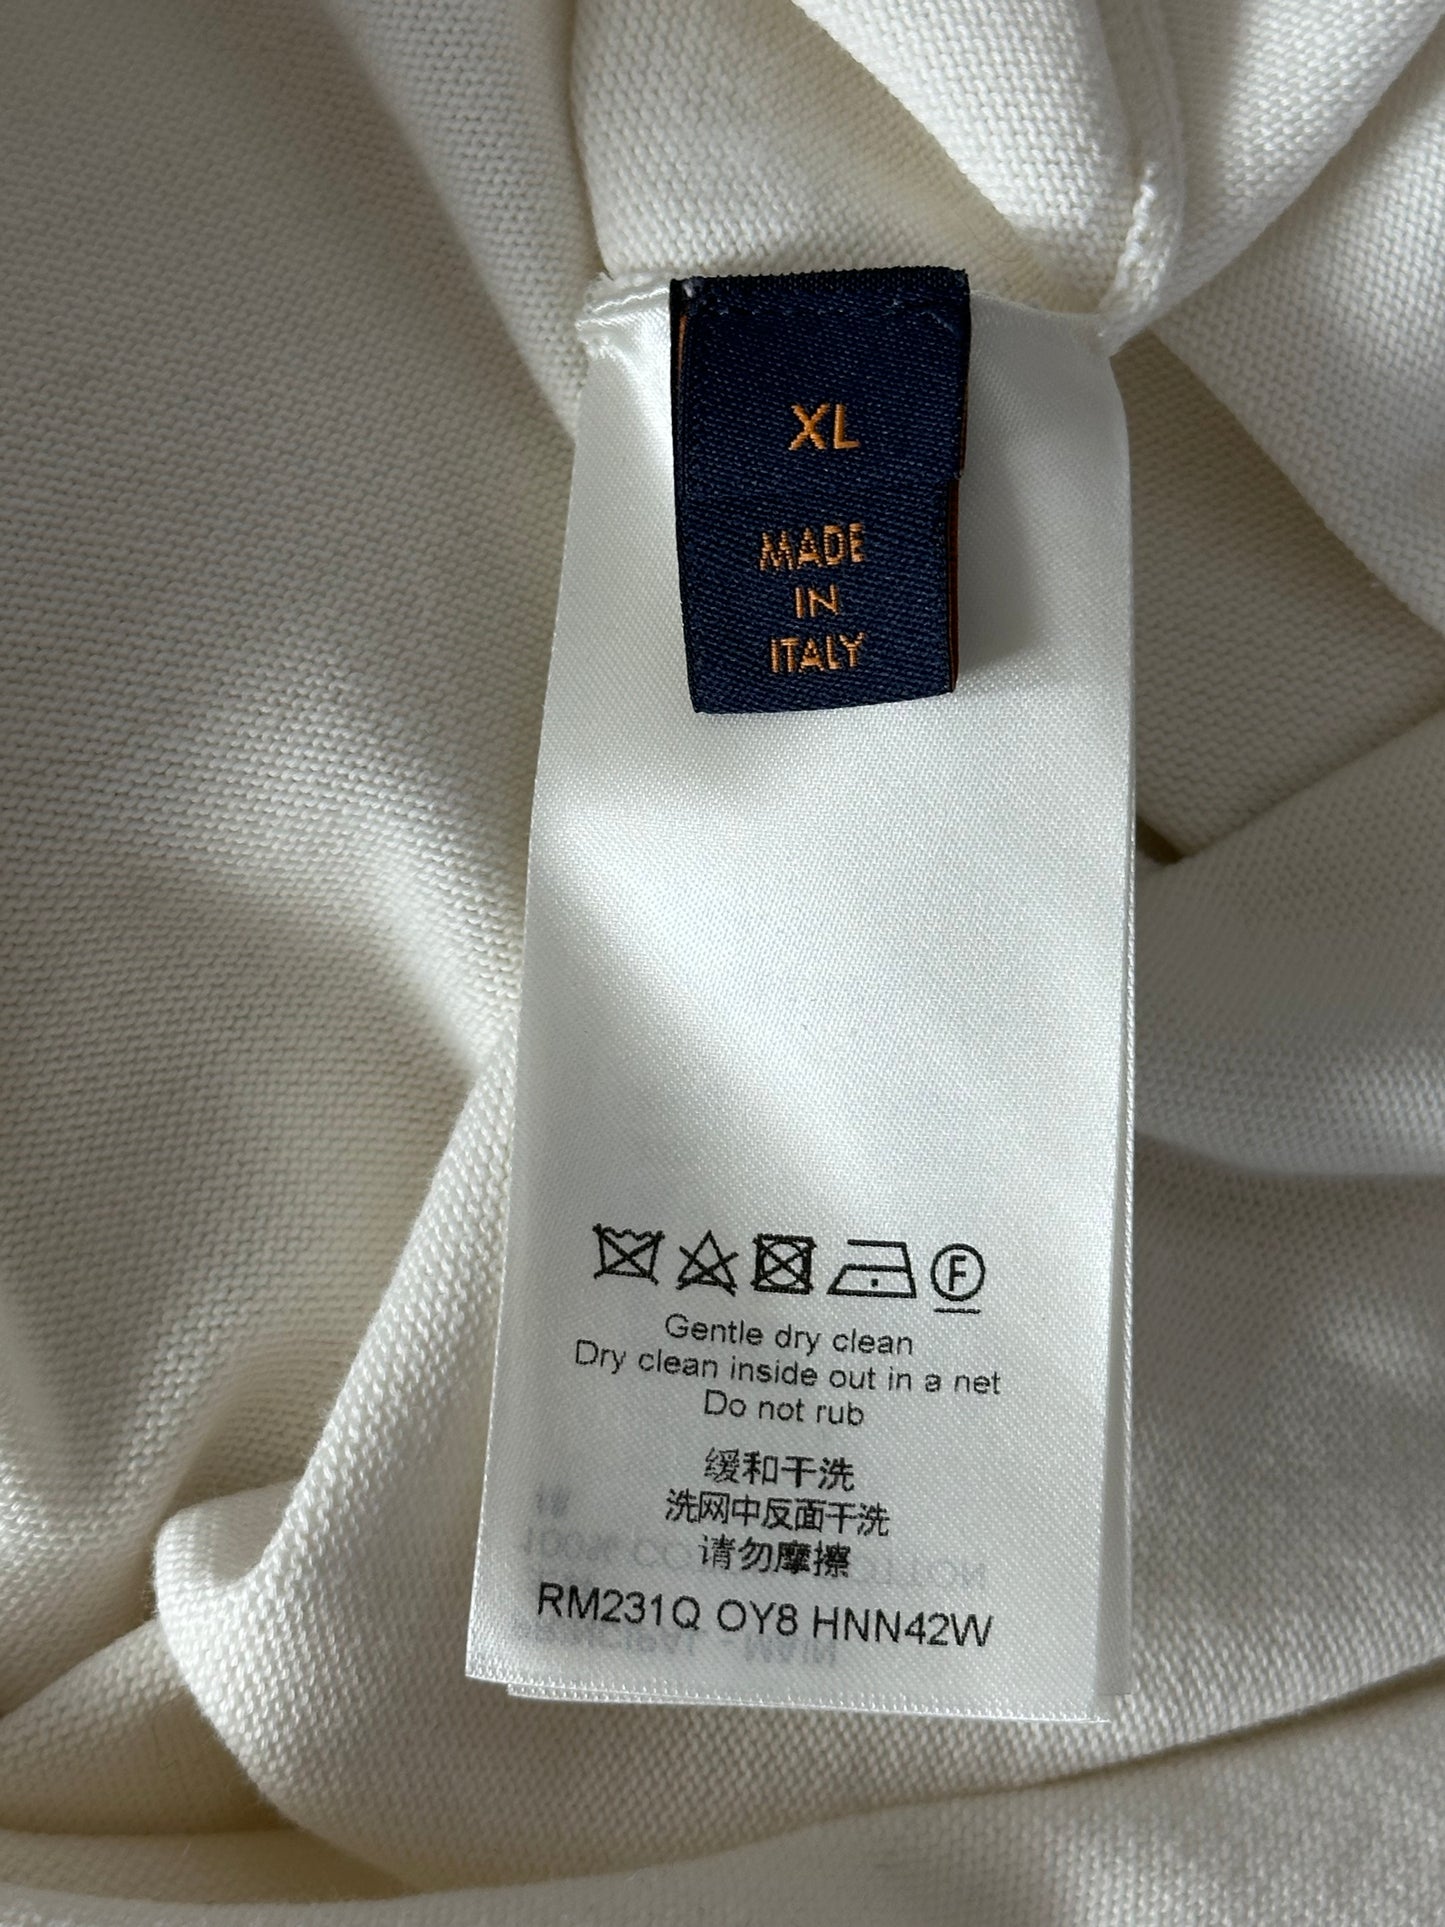 XL
MADE
IN
ITALY
F
Gentle dry clean
Dry clean inside out in a net
Do not rub
缓和干洗
洗网中反面干洗
请勿摩擦
RM231Q OY8 HNN42W